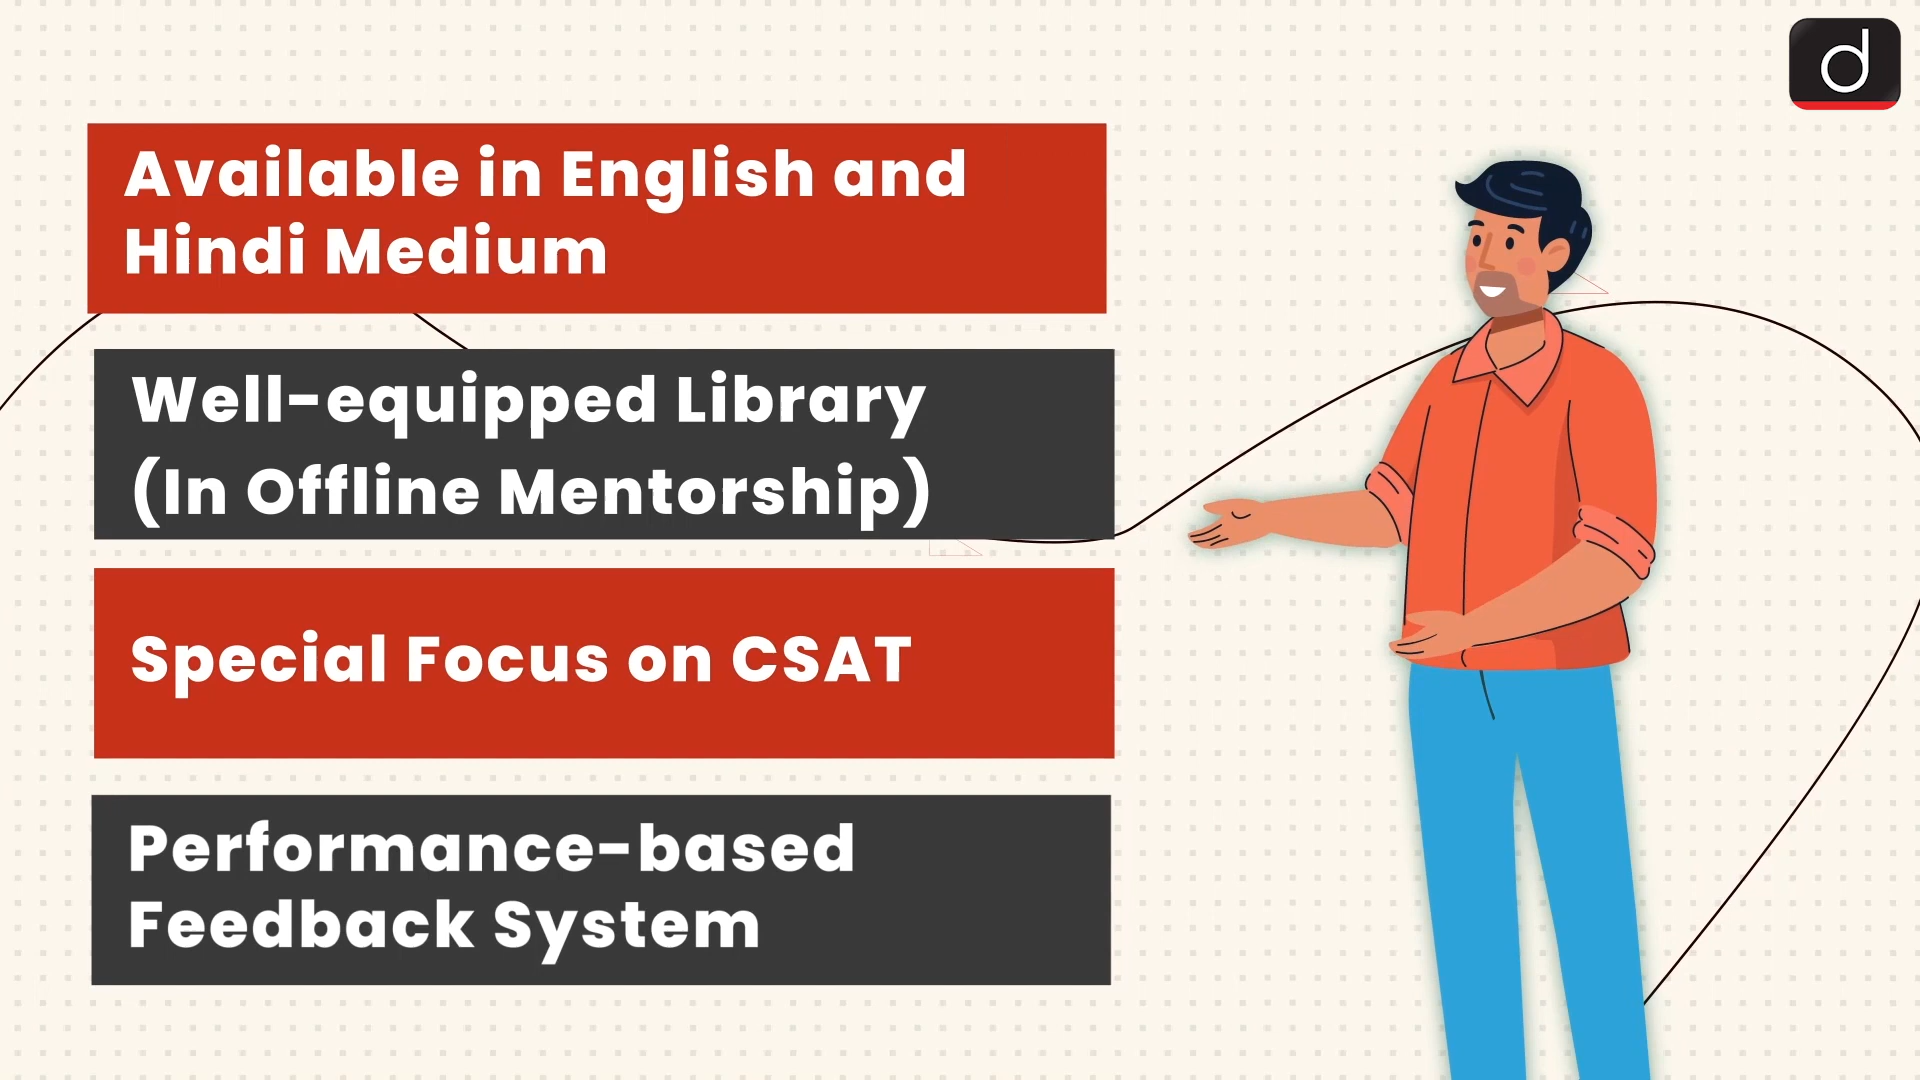 d
Available in English and
Hindi Medium
Well-equipped Library
(In Offline Mentorship)
Special Focus on CSAT
Performance-based
Feedback System